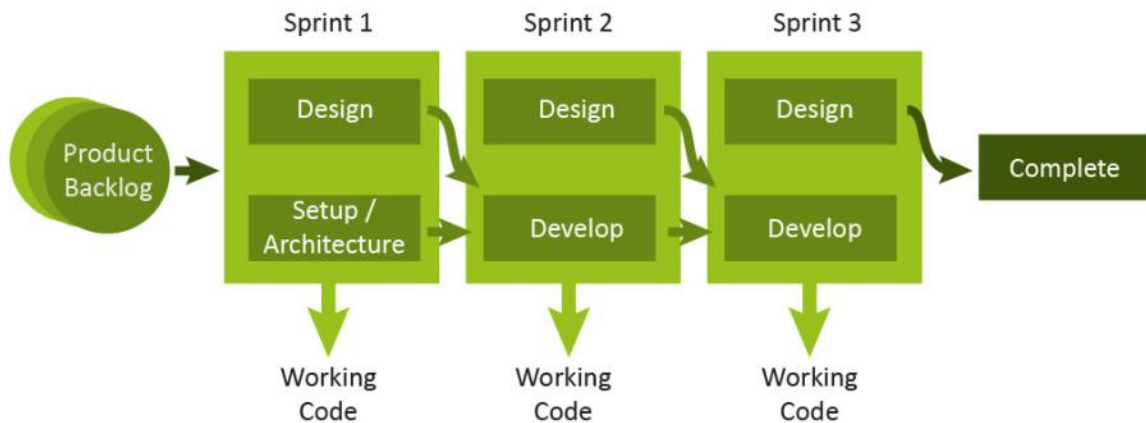 Sprint 1
Sprint 2
Sprint 3
Product
Backlog
Design
Design
Design
Setup /
Architecture
Develop
Develop
Complete
Working
Code
Working
Code
Working
Code